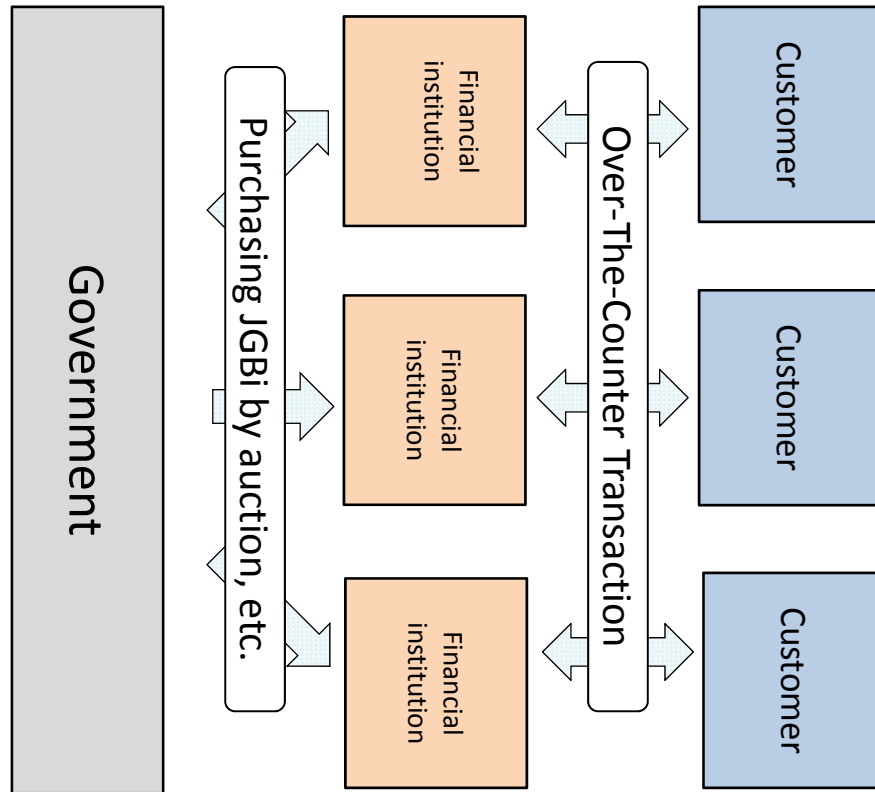 Customer
Customer
Customer
Over-The-Counter Transaction
Financial
institution
Financial
institution
Financial
institution
Purchasing JGBi by auction, etc.
Government